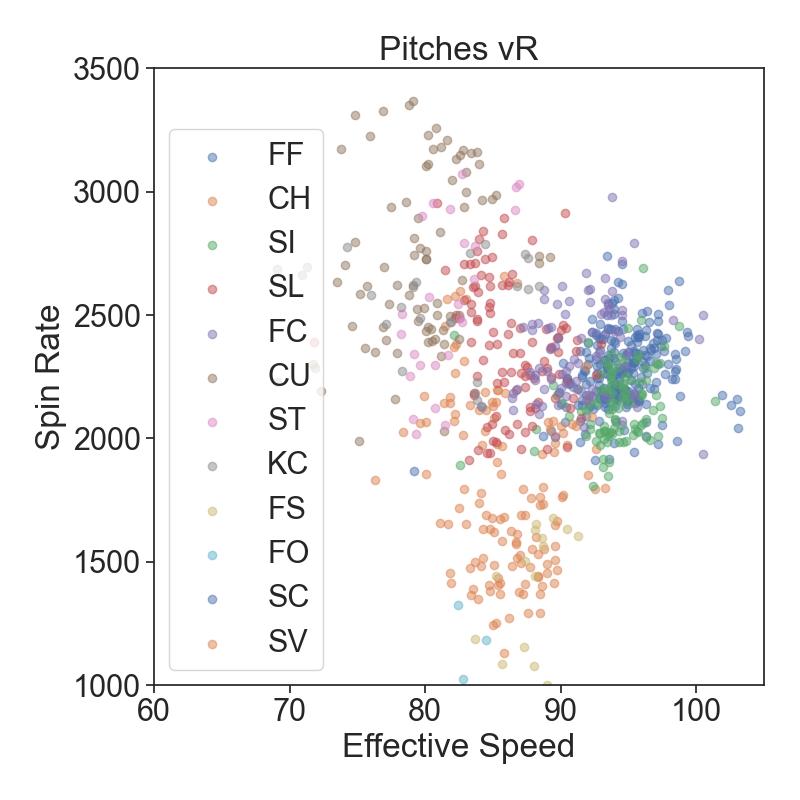 Pitches vR
3500
3000
2500
2000
1500
1000
Spin Rate
FF
CH
SI
SL
FC
CU
ST
KC
FS
FO
SC
SV
60 70 80 90 100
Effective Speed